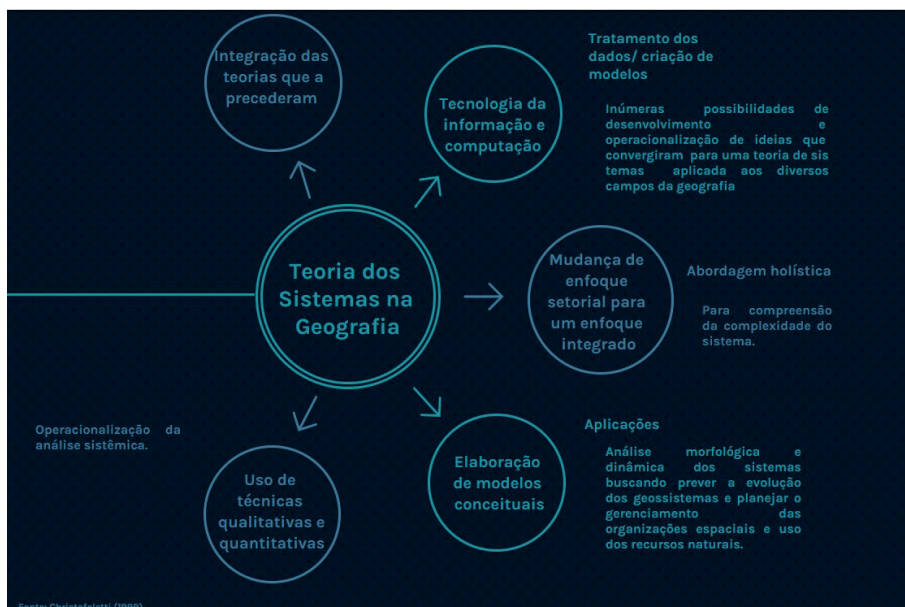 Integração das
teorias que a
precederam
Tecnologia da
informação e
computação
Tratamento dos
dados/ criação de
modelos
Inúmeras possibilidades de
desenvolvimento e
operacionalização de ideias que
convergiram para uma teoria de sis
temas aplicada aos diversos
campos da geografia
Teoria dos
Sistemas na
Geografia
Mudança de
enfoque
setorial para
um enfoque
integrado
Abordagem holística
Para compreensão
da complexidade do
sistema.
Operacionalização da
análise sistêmica.
Uso de
técnicas
qualitativas e
quantitativas
Elaboração
de modelos
conceituais
Aplicações
Análise morfológica e
dinâmica dos sistemas
buscando prever a evolução
dos geossistemas e planejar o
gerenciamento das
organizações espaciais e uso
dos recursos naturais.
Fonte: Christofoletti (1999)